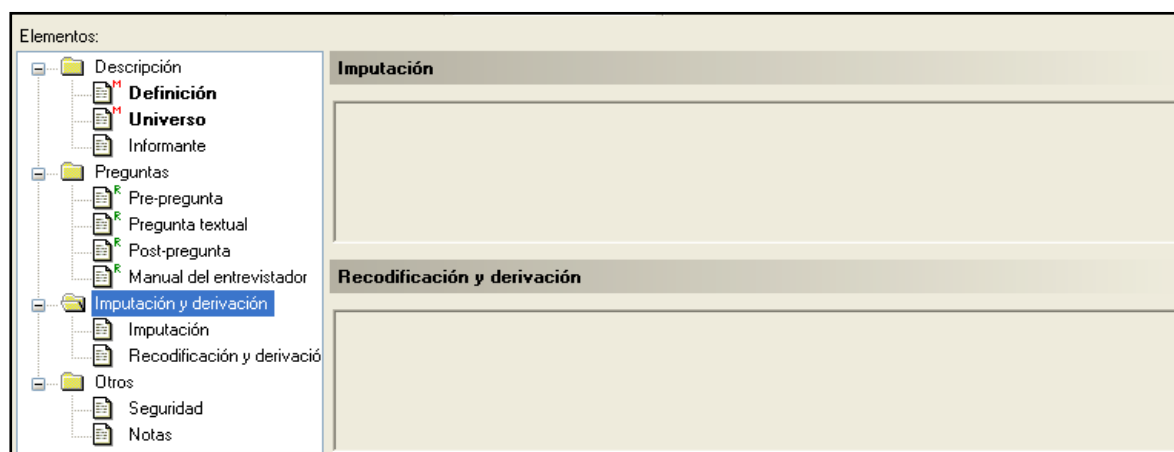 Elementos:
Descripción
M Definición
M Universo
Informante
Preguntas
R Pre-pregunta
R Pregunta textual
R Post-pregunta
R Manual del entrevistador
Imputación y derivación
Imputación
Recodificación y derivació
Otros
Seguridad
Notas
Imputación
Recodificación y derivación